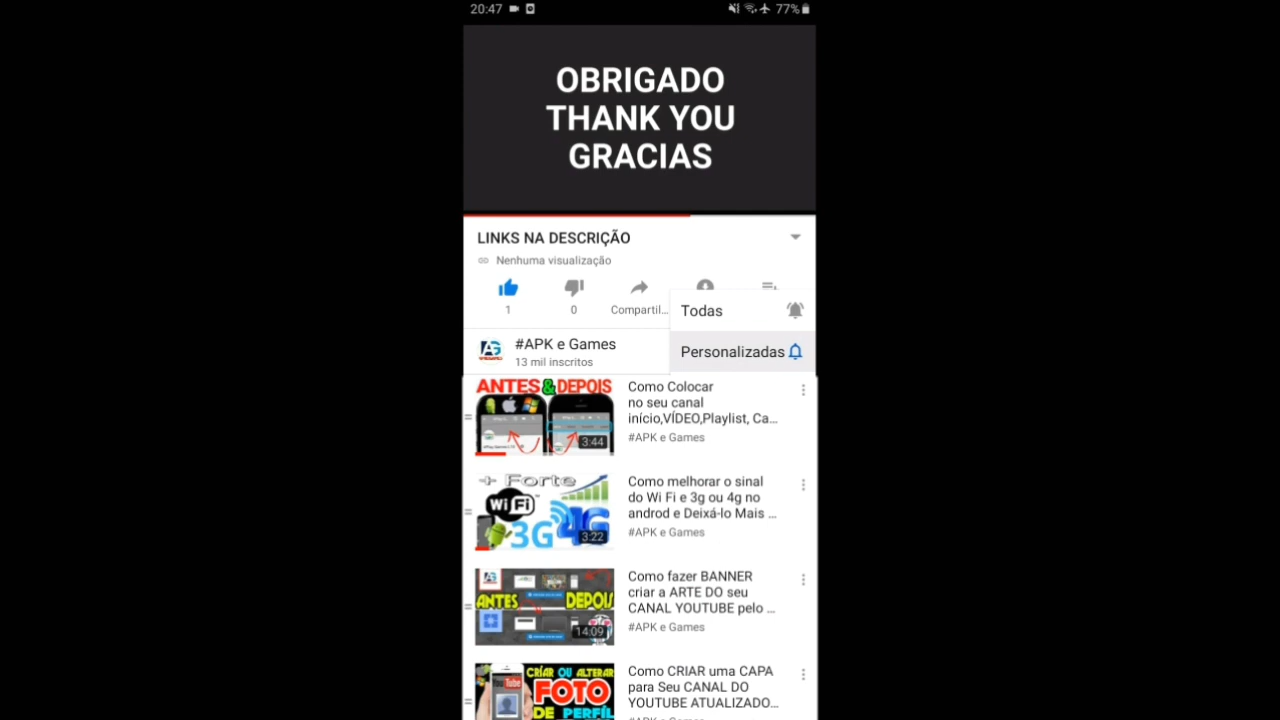 20:47
77%
OBRIGADO
THANK YOU
GRACIAS
LINKS NA DESCRIÇÃO
Nenhuma visualização
1
0
Compartil...
Todas
Personalizadas
#APK e Games
13 mil inscritos
ANTES&DEPOIS
3:44
Como Colocar
no seu canal
início,VÍDEO,Playlist, Ca...
#APK e Games
+ Forte
WiFi
3G 4G
3:22
Como melhorar o sinal
do Wi Fi e 3g ou 4g no
androd e Deixá-lo Mais ...
#APK e Games
ANTES DEPOIS
14:09
Como fazer BANNER
criar a ARTE DO seu
CANAL YOUTUBE pelo ...
#APK e Games
CRIAR OU ALTERAR
YouTube
FOTO
DE PERFIL
Como CRIAR uma CAPA
para Seu CANAL DO
YOUTUBE ATUALIZADO...
#APK e Games